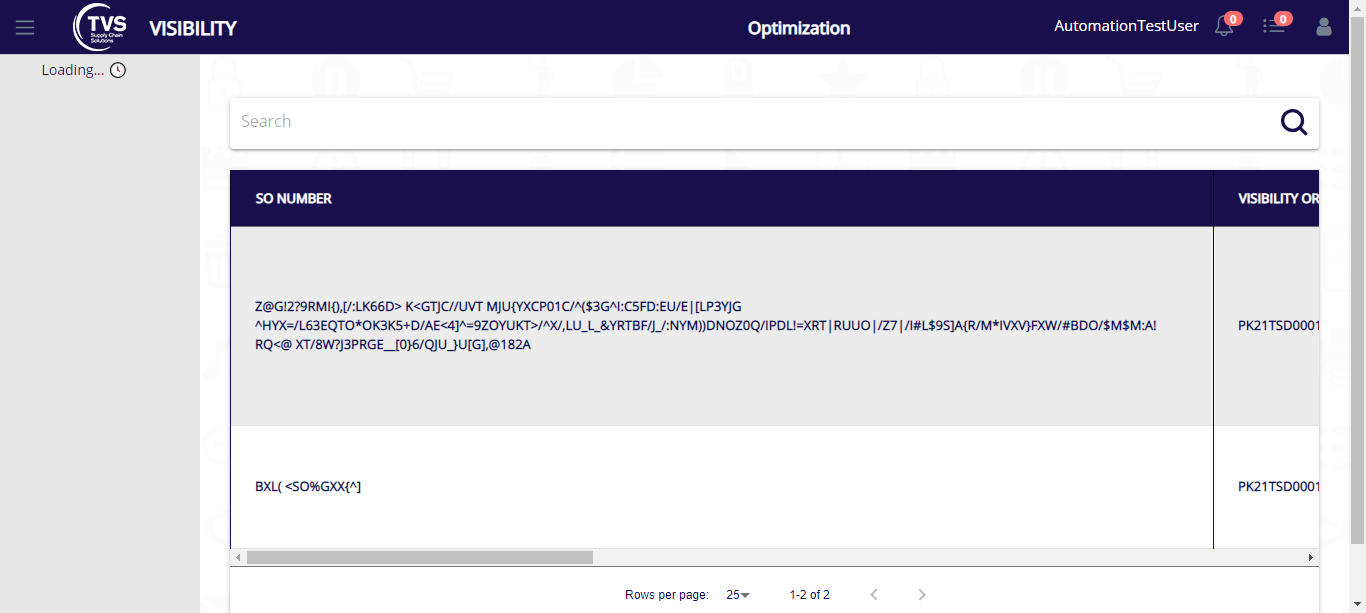 TVS
Supply Chain
Solutions
VISIBILITY
Optimization
AutomationTestUser
0
0
Loading...
Search
SO NUMBER
VISIBILITY OR
Z@G!2?9RMI{),[/:LK66D> K<GTJC//UVT MJU{YXCP01C/^($3G^I:C5FD:EU/E|[LP3YJG
^HYX=/L63EQTO*OK3K5+D/AE<4]^=9ZOYUKT>/^X/,LU_L_&YRTBF/J_/:NYM))DNOZ0Q/IPDL!=XRT|RUUO|/Z7|/I#L$9S]A{R/M*IVXV}FXW/#BDO/$M$M:A!
RQ<@ XT/8W?J3PRGE__[0}6/QJU_}U[G],@182A
PK21TSD0001
BXL( <SO%GXX{^]
PK21TSD0001
Rows per page: 25 1-2 of 2